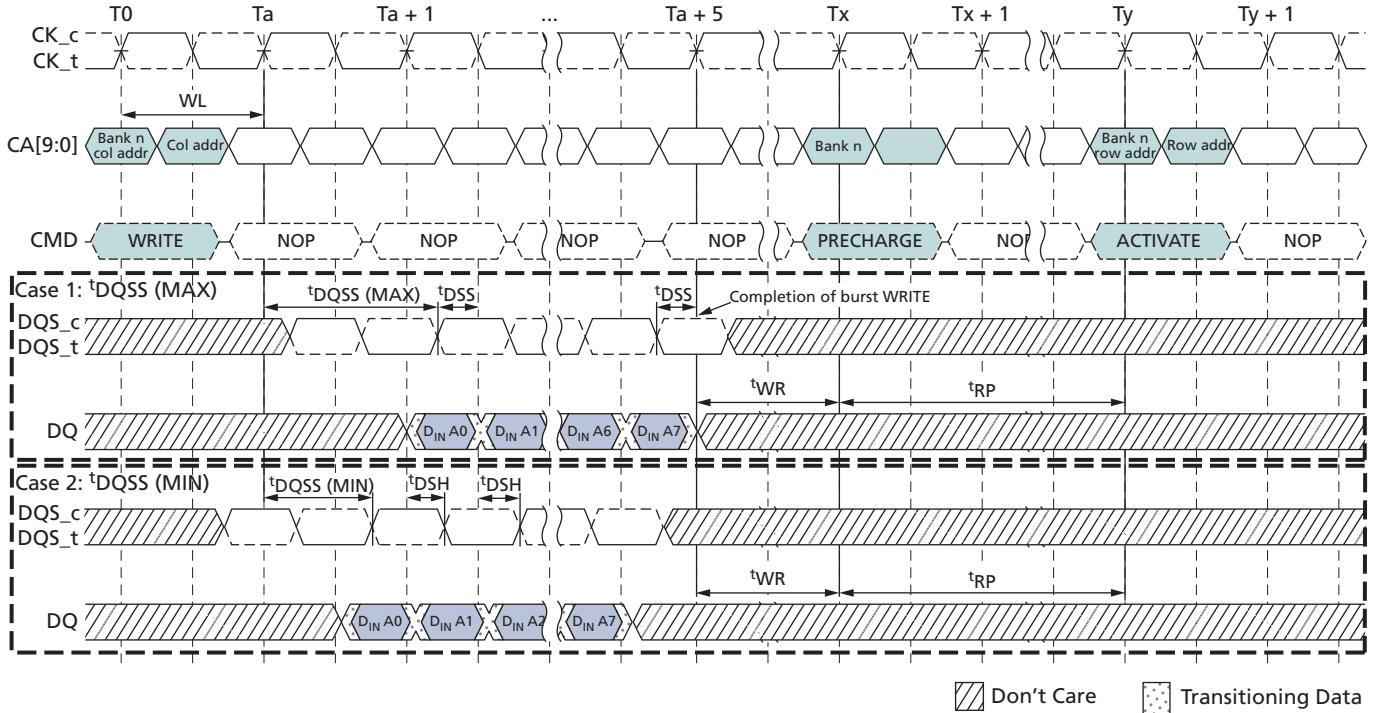 T0 Ta Ta + 1 ... Ta + 5 Tx Tx + 1 Ty Ty + 1
CK_c
CK_t
WL
CA[9:0]
Bank n
col addr
Col addr
Bank n
Bank n
row addr
Row addr
CMD WRITE NOP NOP NOP NOP PRECHARGE NOP ACTIVATE NOP
Case 1: tDQSS (MAX)
tDQSS (MAX) tDSS tDSS Completion of burst WRITE
DQS_c
DQS_t
tWR tRP
DQ DIN A0 DIN A1 DIN A6 DIN A7
Case 2: tDQSS (MIN)
tDQSS (MIN) tDSH tDSH
DQS_c
DQS_t
tWR tRP
DQ DIN A0 DIN A1 DIN A2 DIN A7
Don't Care Transitioning Data